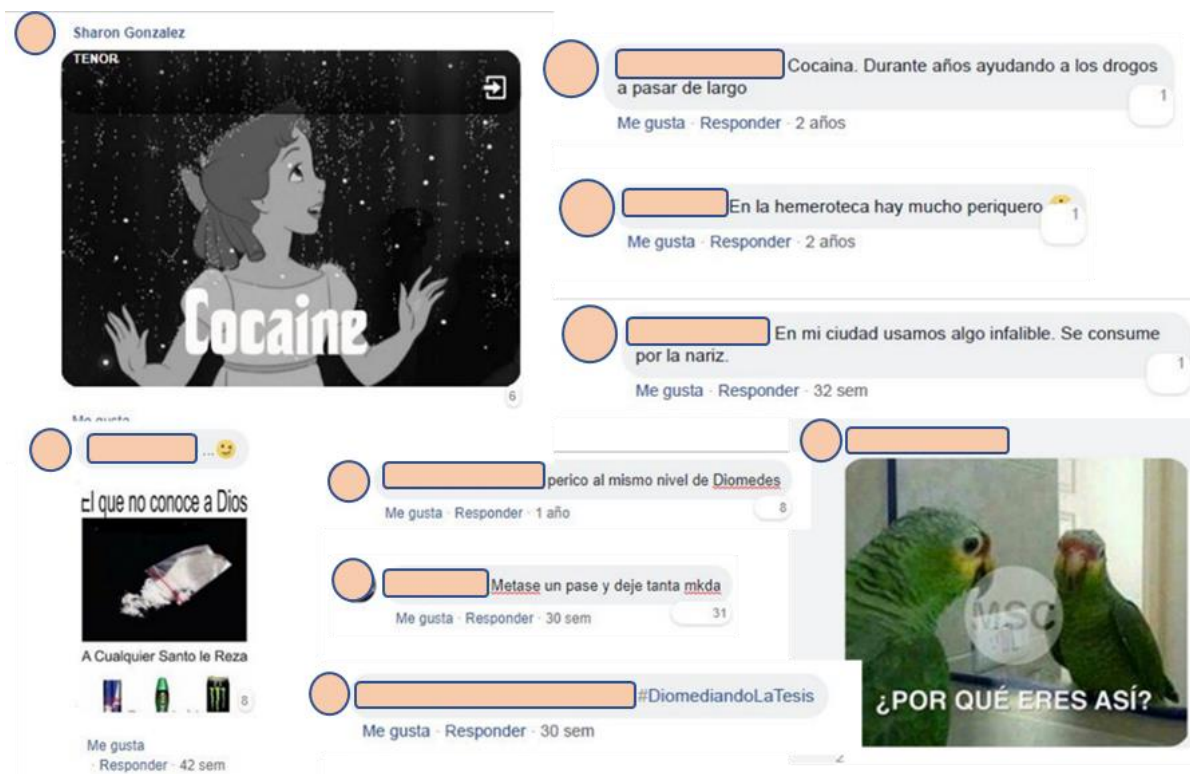 Sharon Gonzalez
TENOR
Cocaine
6
Me gusta
Cocaina. Durante años ayudando a los drogos
a pasar de largo
1
Me gusta · Responder · 2 años
En la hemeroteca hay mucho periquero
1
Me gusta · Responder · 2 años
En mi ciudad usamos algo infalible. Se consume
por la nariz.
1
Me gusta · Responder · 32 sem
...
El que no conoce a Dios
A Cualquier Santo le Reza
8
Me gusta
· Responder · 42 sem
perico al mismo nivel de Diomedes
8
Me gusta · Responder · 1 año
Metase un pase y deje tanta mkda
31
Me gusta · Responder · 30 sem
#DiomediandoLaTesis
Me gusta · Responder · 30 sem
MSC
¿POR QUÉ ERES ASÍ?
2